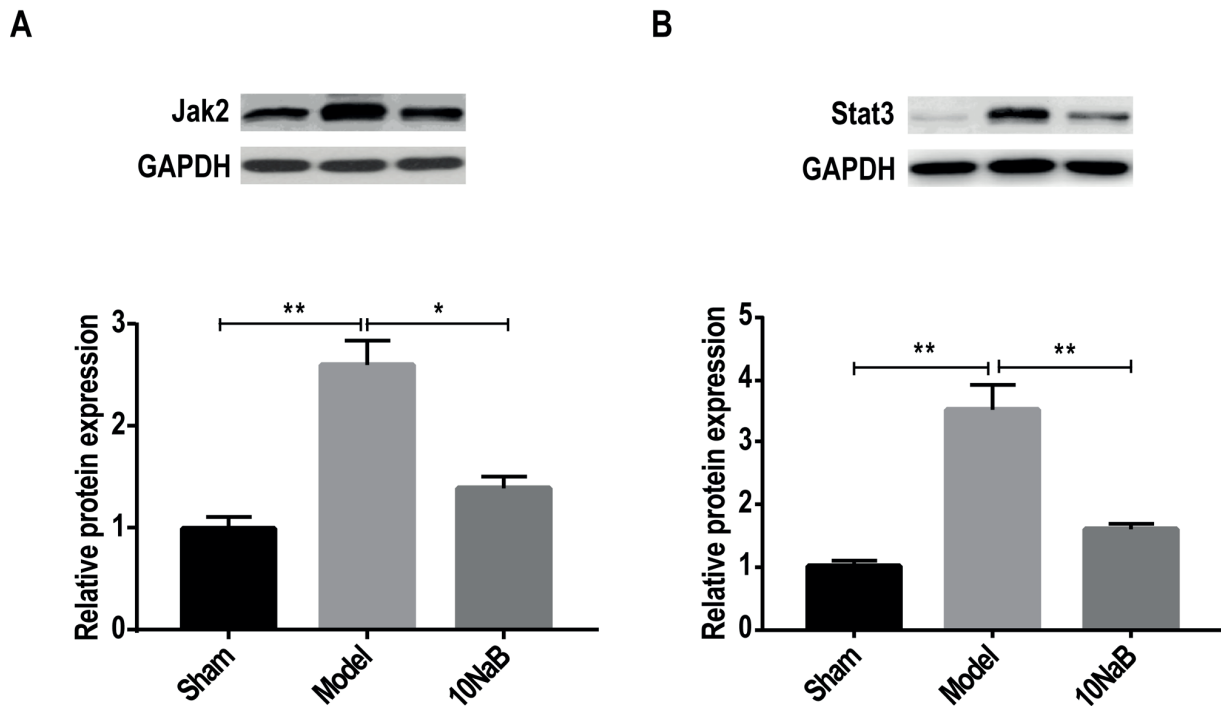 A
Jak2
GAPDH
Relative protein expression
3
2
1
0
**
*
Sham
Model
10NaB
B
Stat3
GAPDH
Relative protein expression
5
4
3
2
1
0
**
**
Sham
Model
10NaB